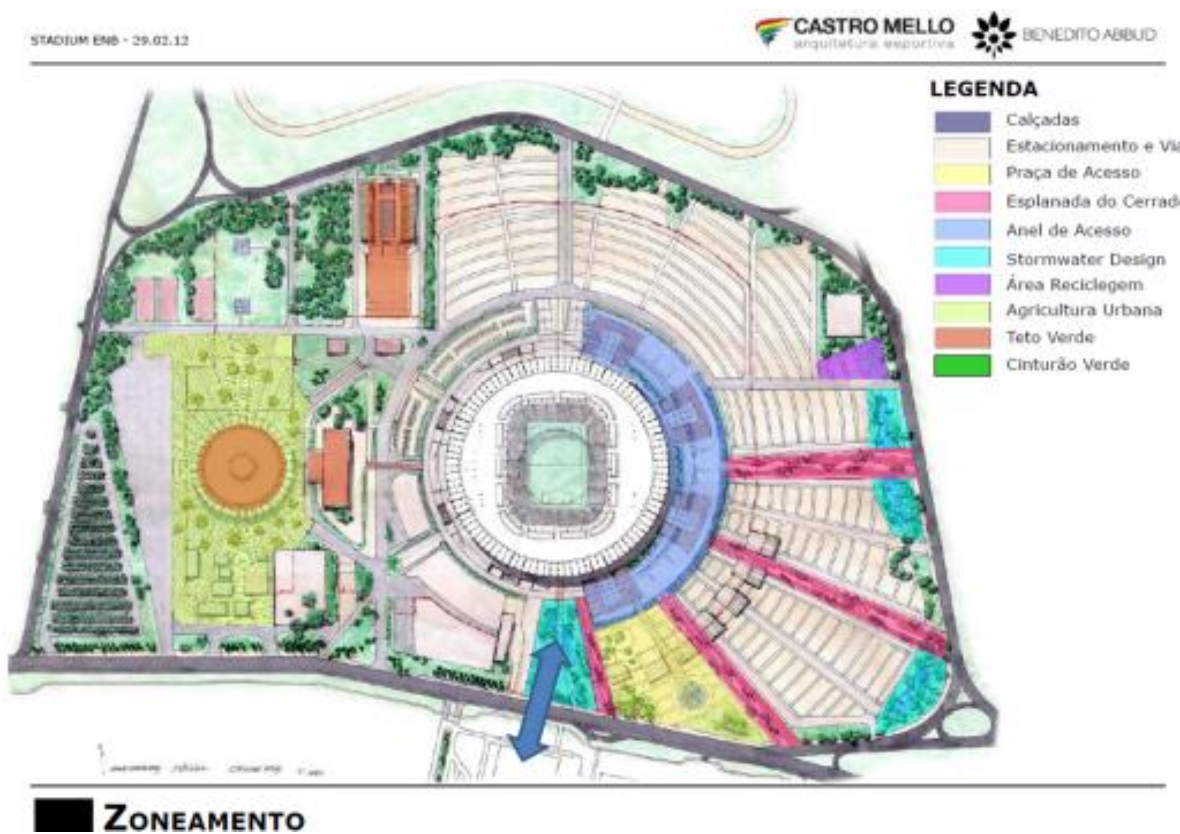 STADIUM ENB - 29.02.12
CASTRO MELLO
arquitetura esportiva
BENEDITO ABBUD
LEGENDA
Calçadas
Estacionamento e Via
Praça de Acesso
Esplanada do Cerrado
Anel de Acesso
Stormwater Design
Área Reciclegem
Agricultura Urbana
Teto Verde
Cinturão Verde
ZONEAMENTO